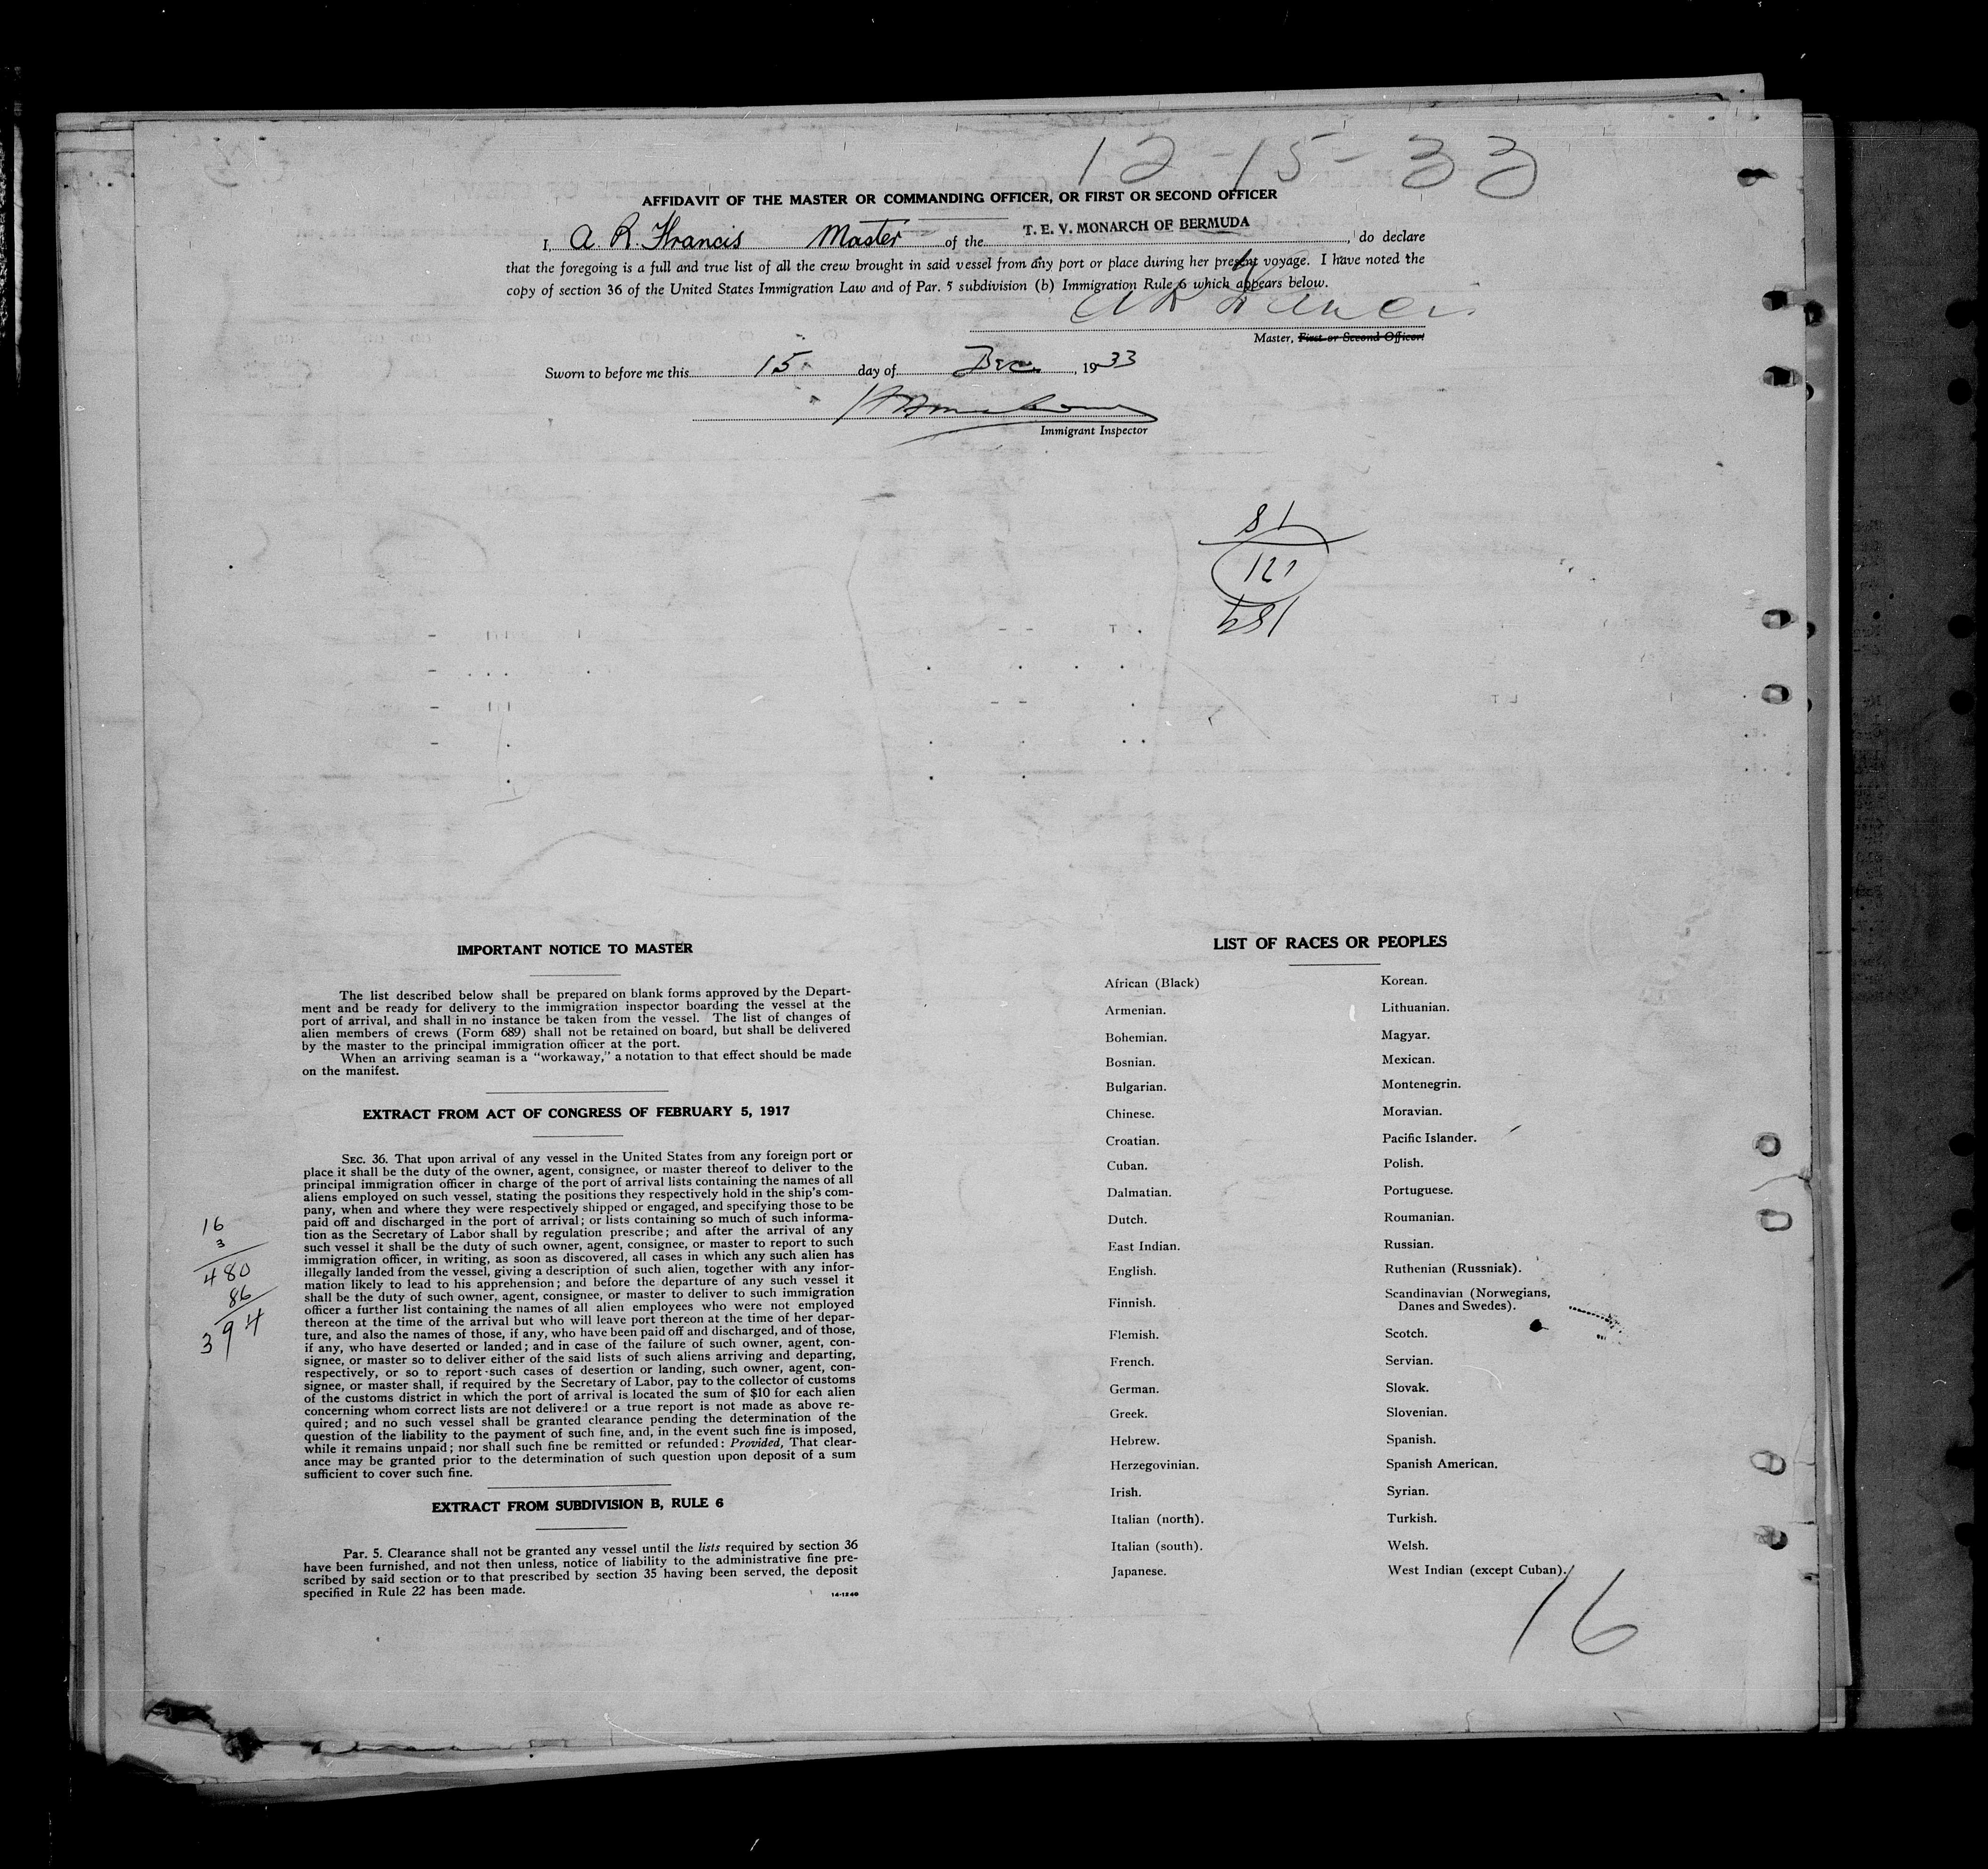 12-15-33
AFFIDAVIT OF THE MASTER OR COMMANDING OFFICER, OR FIRST OR SECOND OFFICER
I, A. R. Francis Master of the T. E. V. MONARCH OF BERMUDA, do declare
that the foregoing is a full and true list of all the crew brought in said vessel from any port or place during her present voyage. I have noted the
copy of section 36 of the United States Immigration Law and of Par. 5 subdivision (b) Immigration Rule 6 which appears below.
A R Francis
Master, First or Second Officer.
Sworn to before me this 15 day of Dec, 1933
Immigrant Inspector
81
121
184
IMPORTANT NOTICE TO MASTER
The list described below shall be prepared on blank forms approved by the Depart-
ment and be ready for delivery to the immigration inspector boarding the vessel at the
port of arrival, and shall in no instance be taken from the vessel. The list of changes of
alien members of crews (Form 689) shall not be retained on board, but shall be delivered
by the master to the principal immigration officer at the port.
When an arriving seaman is a "workaway," a notation to that effect should be made
on the manifest.
EXTRACT FROM ACT OF CONGRESS OF FEBRUARY 5, 1917
SEC. 36. That upon arrival of any vessel in the United States from any foreign port or
place it shall be the duty of the owner, agent, consignee, or master thereof to deliver to the
principal immigration officer in charge of the port of arrival lists containing the names of all
aliens employed on such vessel, stating the positions they respectively hold in the ship's com-
pany, when and where they were respectively shipped or engaged, and specifying those to be
paid off and discharged in the port of arrival; or lists containing so much of such informa-
tion as the Secretary of Labor shall by regulation prescribe; and after the arrival of any
such vessel it shall be the duty of such owner, agent, consignee, or master to report to such
immigration officer, in writing, as soon as discovered, all cases in which any such alien has
illegally landed from the vessel, giving a description of such alien, together with any infor-
mation likely to lead to his apprehension; and before the departure of any such vessel it
shall be the duty of such owner, agent, consignee, or master to deliver to such immigration
officer a further list containing the names of all alien employees who were not employed
thereon at the time of the arrival but who will leave port thereon at the time of her depar-
ture, and also the names of those, if any, who have been paid off and discharged, and of those,
if any, who have deserted or landed; and in case of the failure of such owner, agent, con-
signee, or master so to deliver either of the said lists of such aliens arriving and departing,
respectively, or so to report such cases of desertion or landing, such owner, agent, con-
signee, or master shall, if required by the Secretary of Labor, pay to the collector of customs
of the customs district in which the port of arrival is located the sum of $10 for each alien
concerning whom correct lists are not delivered or a true report is not made as above re-
quired; and no such vessel shall be granted clearance pending the determination of the
question of the liability to the payment of such fine, and, in the event such fine is imposed,
while it remains unpaid; nor shall such fine be remitted or refunded: Provided, That clear-
ance may be granted prior to the determination of such question upon deposit of a sum
sufficient to cover such fine.
16
3
480
86
394
EXTRACT FROM SUBDIVISION B, RULE 6
Par. 5. Clearance shall not be granted any vessel until the lists required by section 36
have been furnished, and not then unless, notice of liability to the administrative fine pre-
scribed by said section or to that prescribed by section 35 having been served, the deposit
specified in Rule 22 has been made.
14-1240
LIST OF RACES OR PEOPLES
African (Black)
Armenian.
Bohemian.
Bosnian.
Bulgarian.
Chinese.
Croatian.
Cuban.
Dalmatian.
Dutch.
East Indian.
English.
Finnish.
Flemish.
French.
German.
Greek.
Hebrew.
Herzegovinian.
Irish.
Italian (north).
Italian (south).
Japanese.
Korean.
Lithuanian.
Magyar.
Mexican.
Montenegrin.
Moravian.
Pacific Islander.
Polish.
Portuguese.
Roumanian.
Russian.
Ruthenian (Russniak).
Scandinavian (Norwegians,
Danes and Swedes).
Scotch.
Servian.
Slovak.
Slovenian.
Spanish.
Spanish American.
Syrian.
Turkish.
Welsh.
West Indian (except Cuban).
16